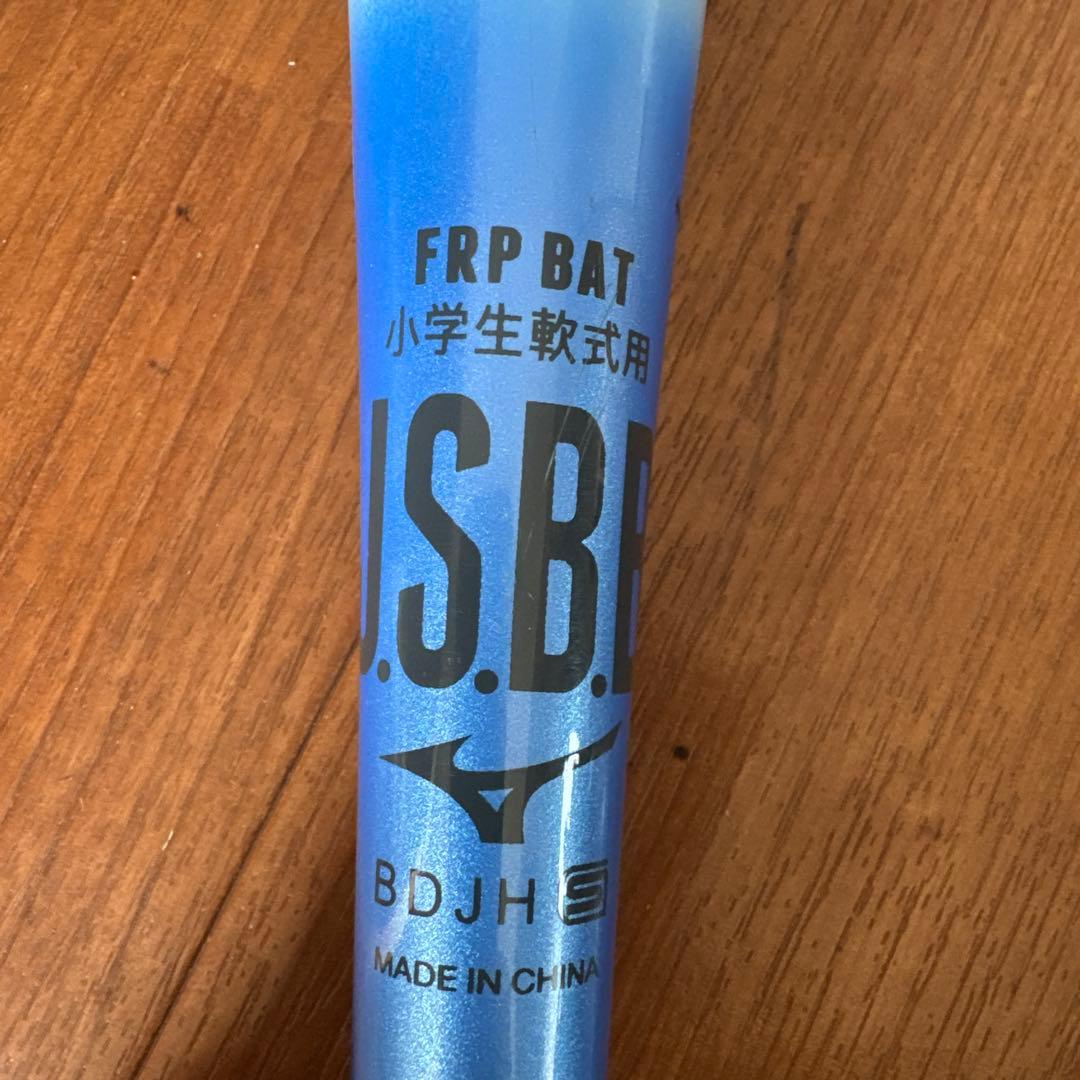 FRP BAT
小学生軟式用
J.S.B.B
BDJH S
MADE IN CHINA